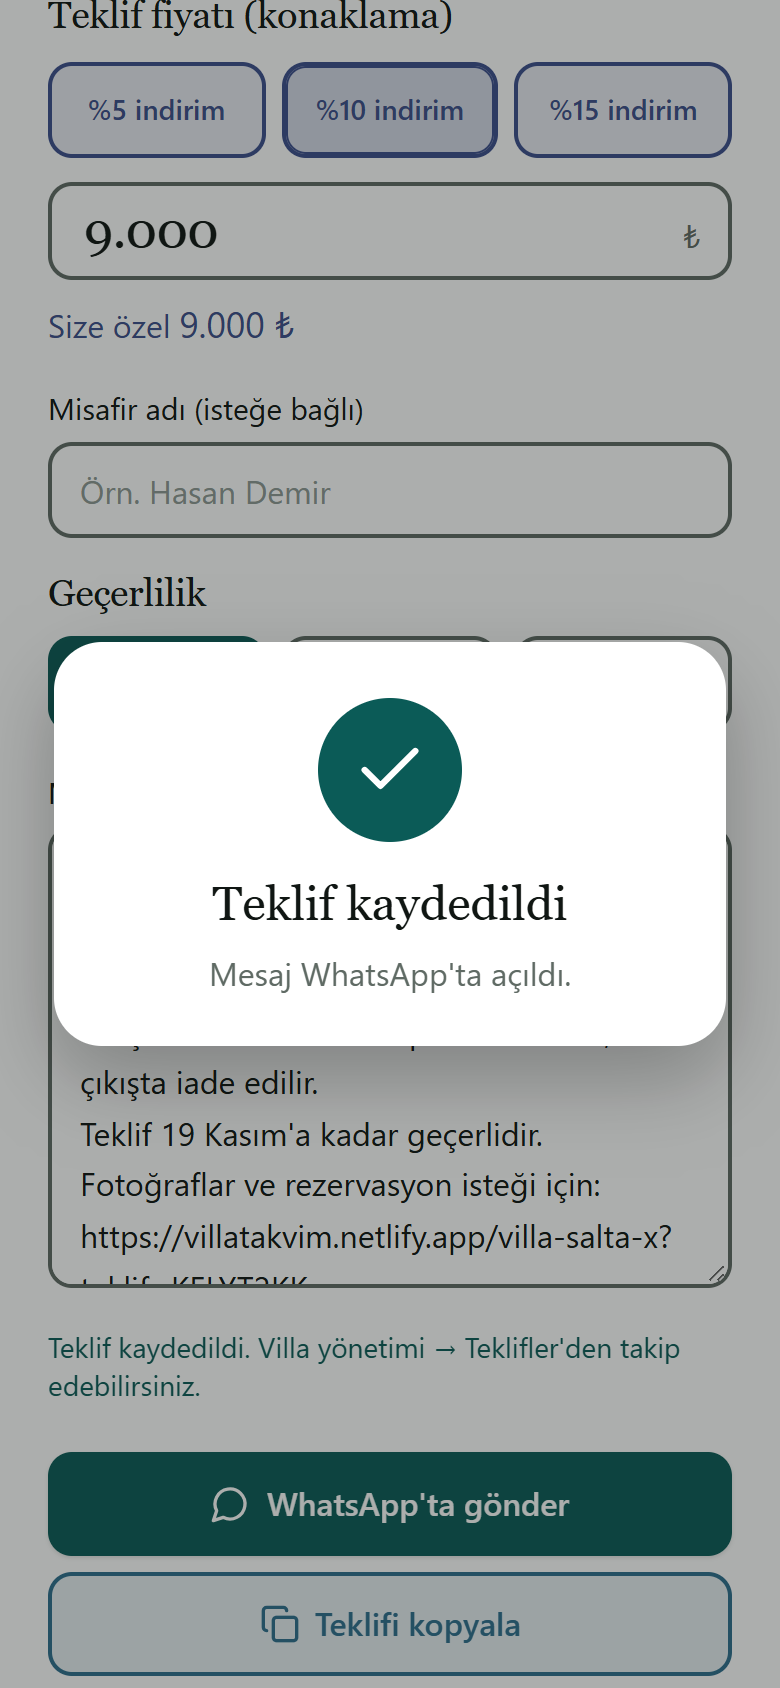 Teklif fiyatı (konaklama)
%5 indirim
%10 indirim
%15 indirim
9.000 ₺
Size özel 9.000 ₺
Misafir adı (isteğe bağlı)
Örn. Hasan Demir
Geçerlilik
Teklif kaydedildi
Mesaj WhatsApp'ta açıldı.
çıkışta iade edilir.
Teklif 19 Kasım'a kadar geçerlidir.
Fotoğraflar ve rezervasyon isteği için:
https://villatakvim.netlify.app/villa-salta-x?
Teklif kaydedildi. Villa yönetimi → Teklifler'den takip
edebilirsiniz.
WhatsApp'ta gönder
Teklifi kopyala